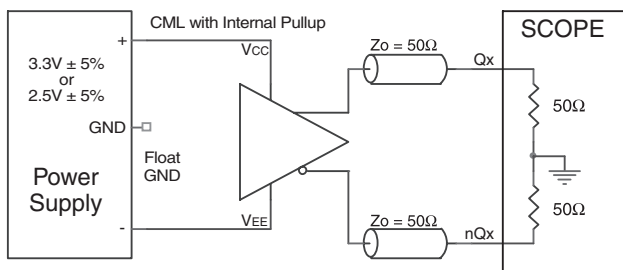 CML with Internal Pullup
SCOPE
+
VCC
Zo = 50Ω
Qx
3.3V ± 5%
or
2.5V ± 5%
50Ω
GND
Float
GND
Power
Supply
-
VEE
Zo = 50Ω
nQx
50Ω